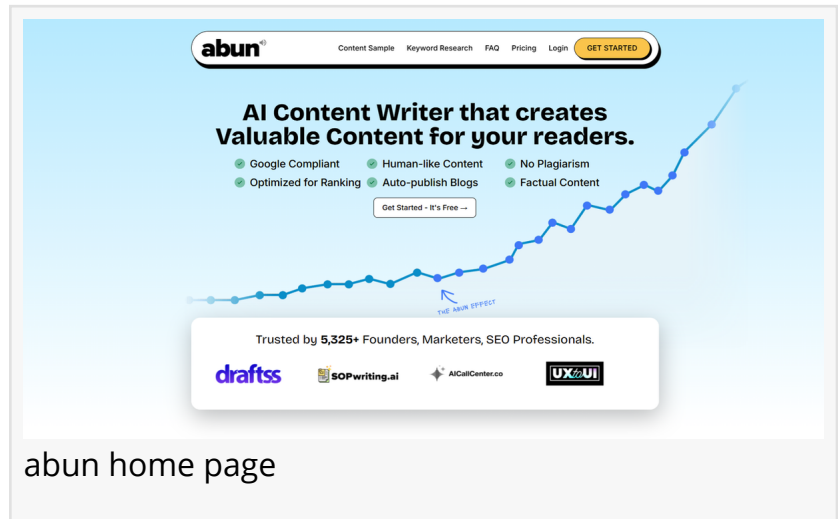 abun
Content Sample Keyword Research FAQ Pricing Login GET STARTED
AI Content Writer that creates
Valuable Content for your readers.
Google Compliant Human-like Content No Plagiarism
Optimized for Ranking Auto-publish Blogs Factual Content
Get Started - It's Free →
THE ABUN EFFECT
Trusted by 5,325+ Founders, Marketers, SEO Professionals.
draftss SOPwriting.ai AICallCenter.co UXtoUI
abun home page